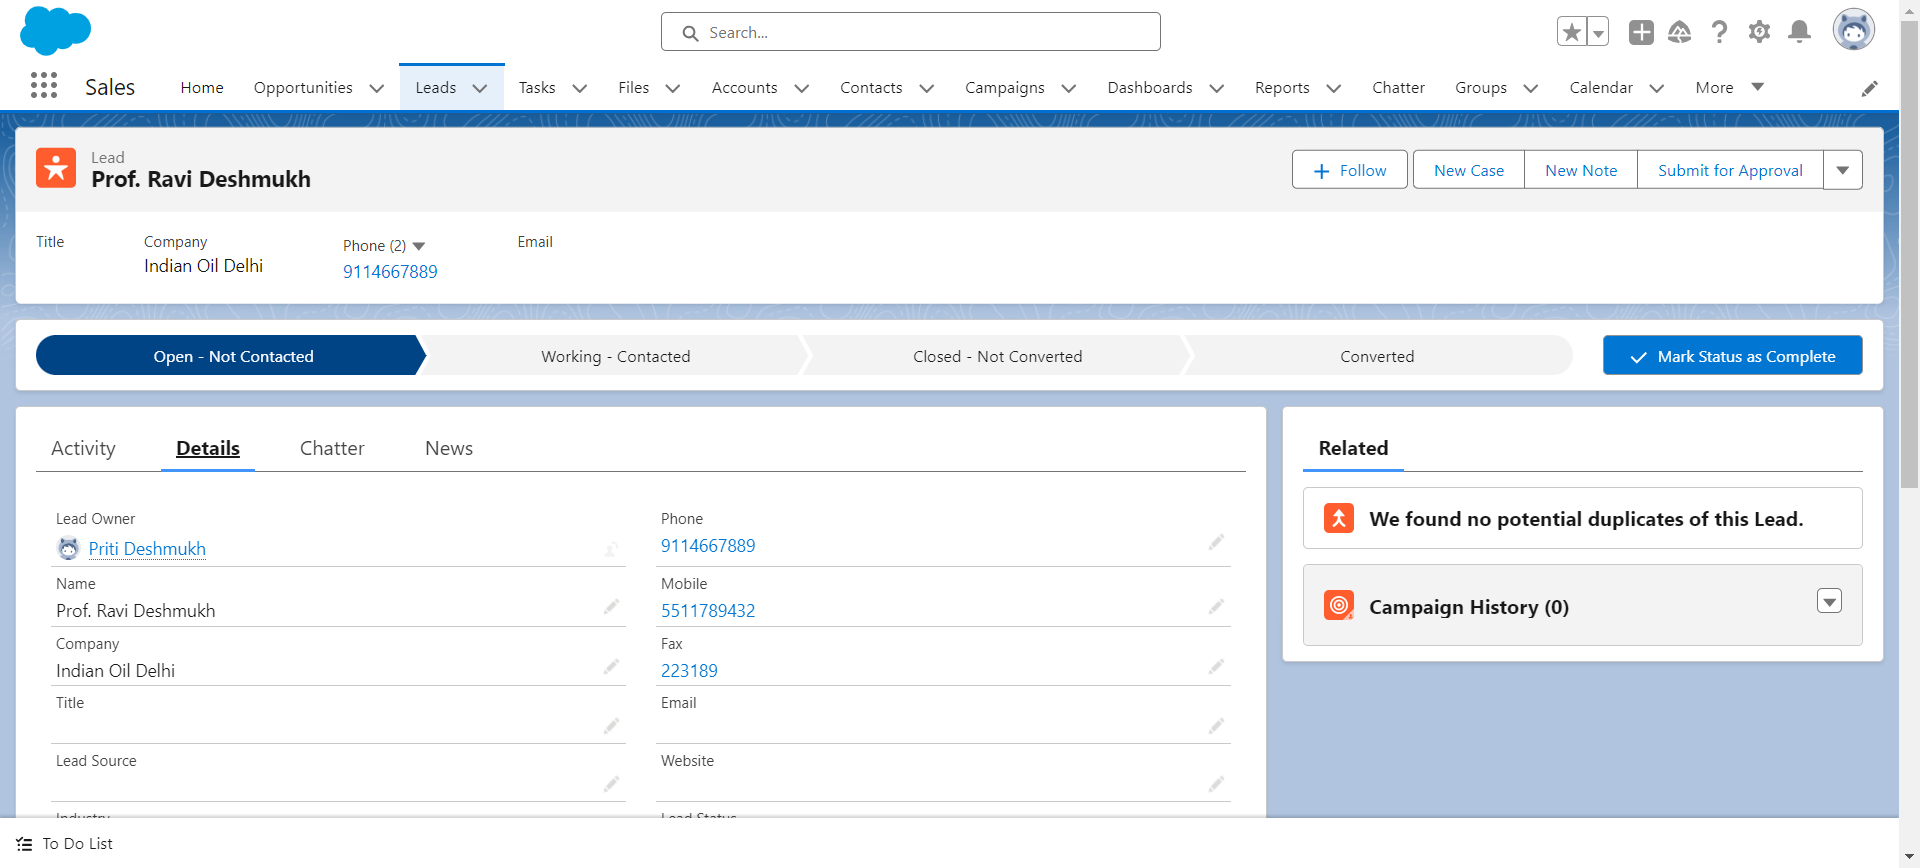 Search...
Sales
Home
Opportunities
Leads
Tasks
Files
Accounts
Contacts
Campaigns
Dashboards
Reports
Chatter
Groups
Calendar
More
Lead
Prof. Ravi Deshmukh
Follow
New Case
New Note
Submit for Approval
Title
Company
Indian Oil Delhi
Phone (2)
9114667889
Email
Open - Not Contacted
Working - Contacted
Closed - Not Converted
Converted
Mark Status as Complete
Activity
Details
Chatter
News
Lead Owner
Priti Deshmukh
Phone
9114667889
Name
Prof. Ravi Deshmukh
Mobile
5511789432
Company
Indian Oil Delhi
Fax
223189
Title
Email
Lead Source
Website
Industry
Lead Status
Related
We found no potential duplicates of this Lead.
Campaign History (0)
To Do List